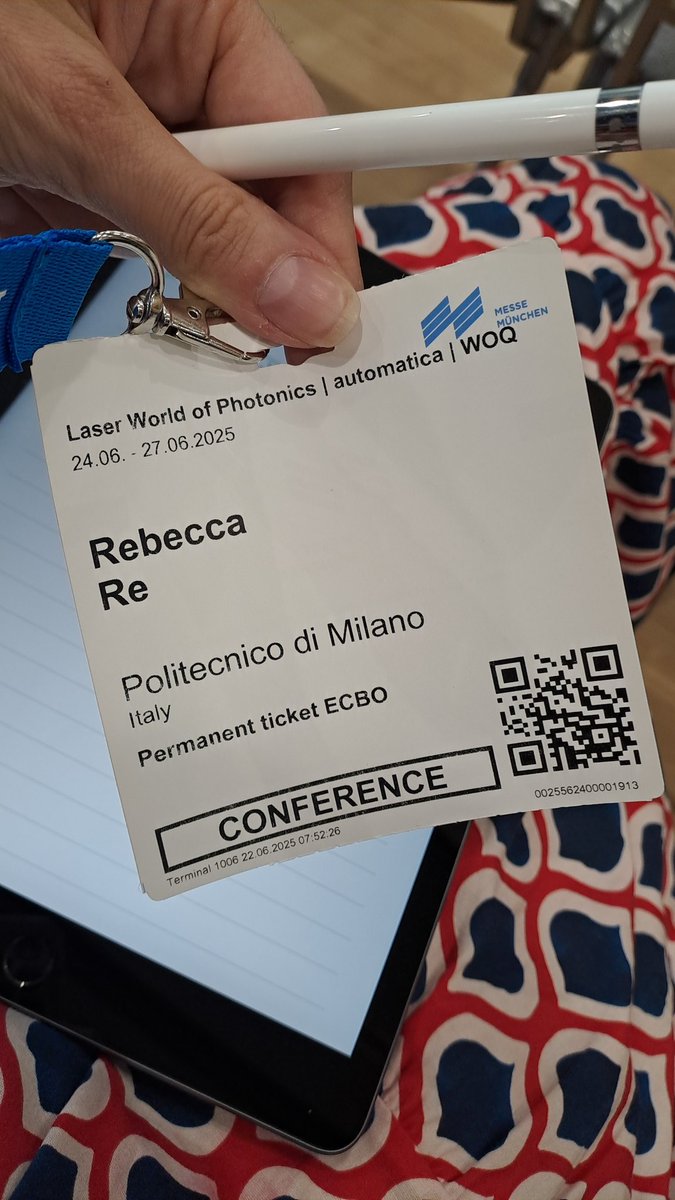 MESSE
MÜNCHEN
Laser World of Photonics | automatica | WOQ
24.06. - 27.06.2025
Rebecca
Re
Politecnico di Milano
Italy
Permanent ticket ECBO
CONFERENCE
0025562400001913
Terminal 1006 22.06.2025 07:52:26